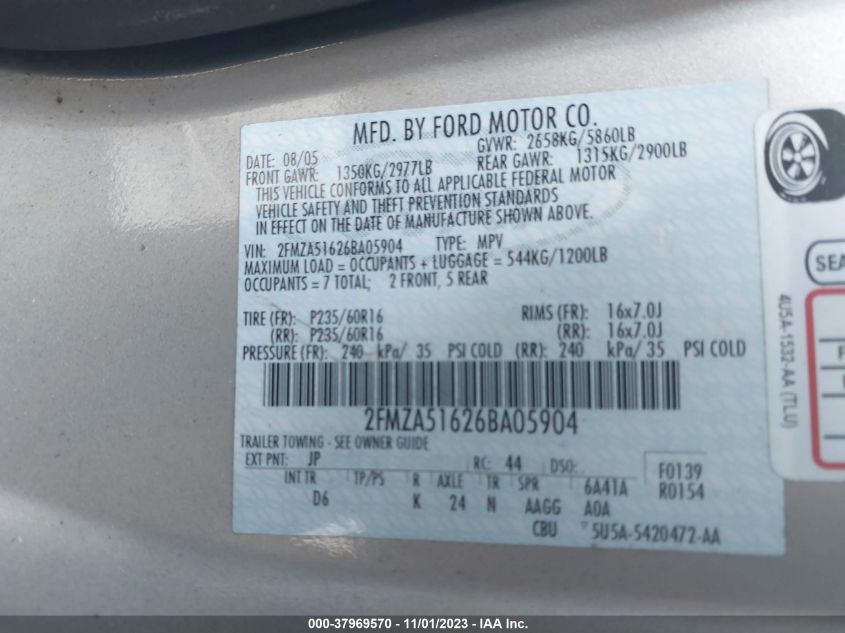 MFD. BY FORD MOTOR CO.
DATE: 08/05 GVWR: 2658KG/5860LB
FRONT GAWR: 1350KG/2977LB REAR GAWR: 1315KG/2900LB
THIS VEHICLE CONFORMS TO ALL APPLICABLE FEDERAL MOTOR
VEHICLE SAFETY AND THEFT PREVENTION STANDARDS
IN EFFECT ON THE DATE OF MANUFACTURE SHOWN ABOVE.
VIN: 2FMZA51626BA05904 TYPE: MPV
MAXIMUM LOAD = OCCUPANTS + LUGGAGE = 544KG/1200LB
OCCUPANTS = 7 TOTAL; 2 FRONT, 5 REAR
TIRE (FR): P235/60R16 RIMS (FR): 16x7.0J
(RR): P235/60R16 (RR): 16x7.0J
PRESSURE (FR): 240 kPa/ 35 PSI COLD (RR): 240 kPa/ 35 PSI COLD
2FMZA51626BA05904
TRAILER TOWING - SEE OWNER GUIDE
EXT PNT: JP RC: 44 DSO: F0139
INT TR TP/PS R AXLE TR SPR 6A41A R0154
D6 K 24 N AAGG A0A
CBU 5U5A-5420472-AA
SEA
4U5A-1532-AA (TLU)
F
000-37969570 - 11/01/2023 - IAA Inc.